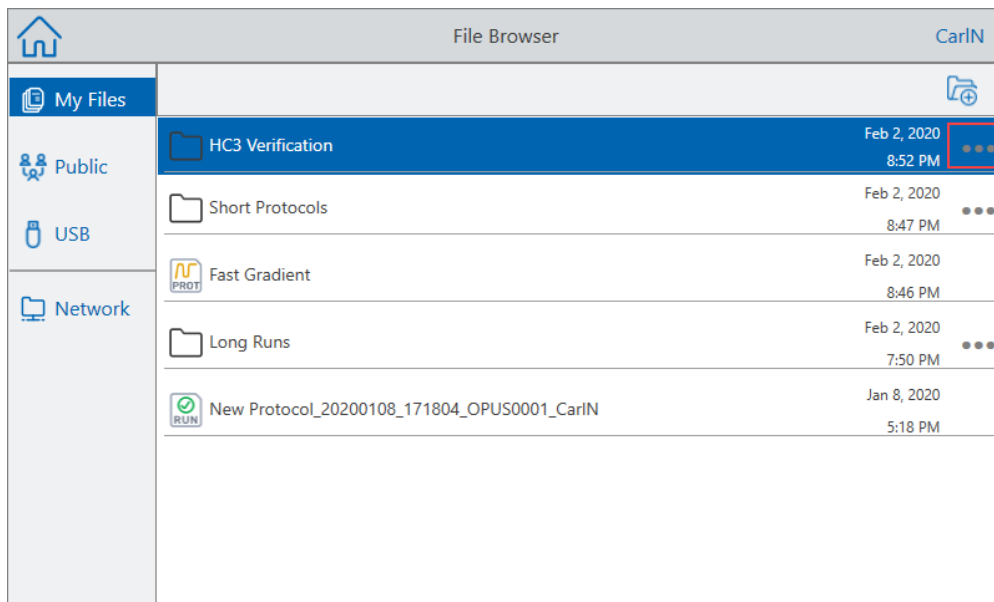 File Browser
CarlN
My Files
Public
USB
Network
HC3 Verification
Feb 2, 2020
8:52 PM
Short Protocols
Feb 2, 2020
8:47 PM
PROT
Fast Gradient
Feb 2, 2020
8:46 PM
Long Runs
Feb 2, 2020
7:50 PM
RUN
New Protocol_20200108_171804_OPUS0001_CarlN
Jan 8, 2020
5:18 PM